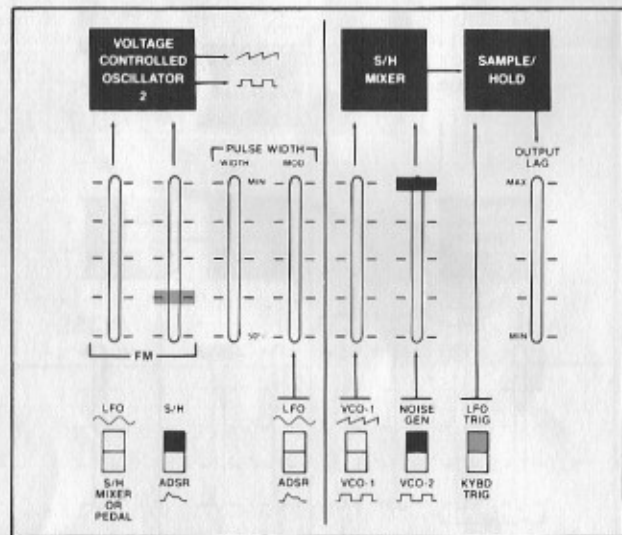 VOLTAGE
CONTROLLED
OSCILLATOR
2
S/H
MIXER
SAMPLE/
HOLD
PULSE WIDTH
WIDTH
MOD
OUTPUT
LAG
MIN
MAX
50%
MIN
FM
LFO
S/H
LFO
VCO-1
NOISE
GEN
LFO
TRIG
S/H
MIXER
OR
PEDAL
ADSR
ADSR
VCO-1
VCO-2
KYBD
TRIG